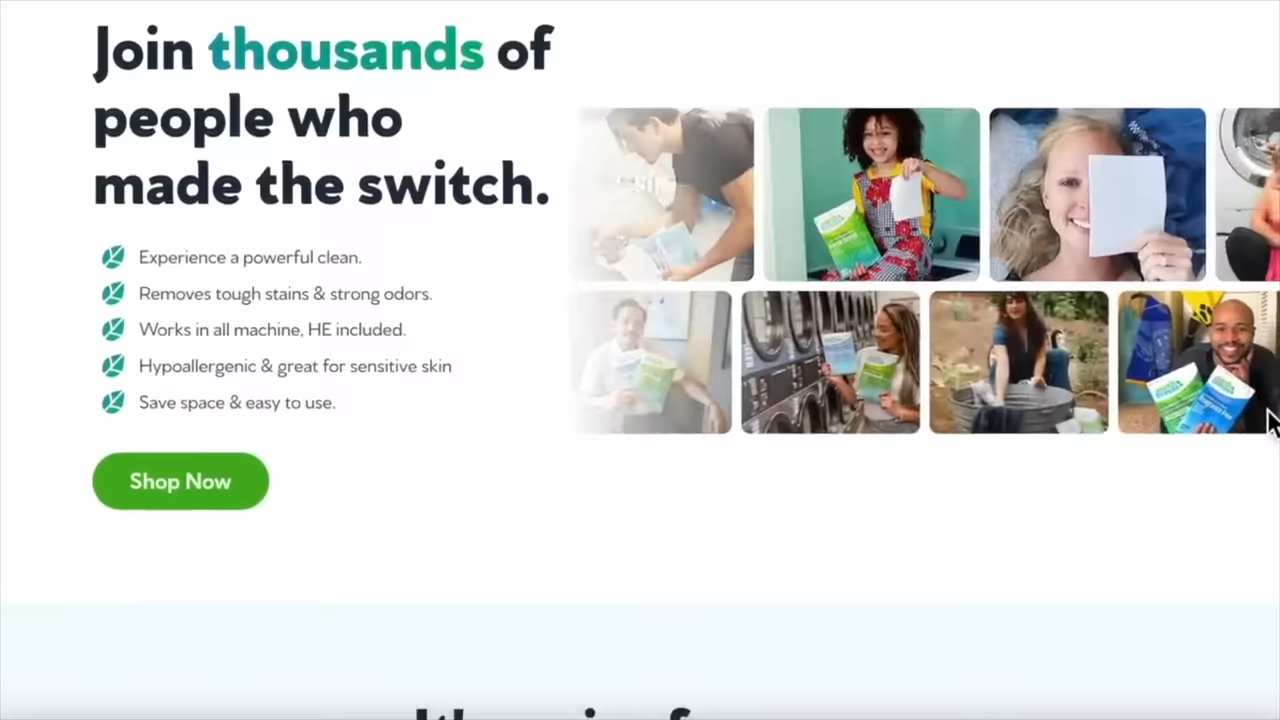 Join thousands of
people who
made the switch.
Experience a powerful clean.
Removes tough stains & strong odors.
Works in all machine, HE included.
Hypoallergenic & great for sensitive skin
Save space & easy to use.
Shop Now